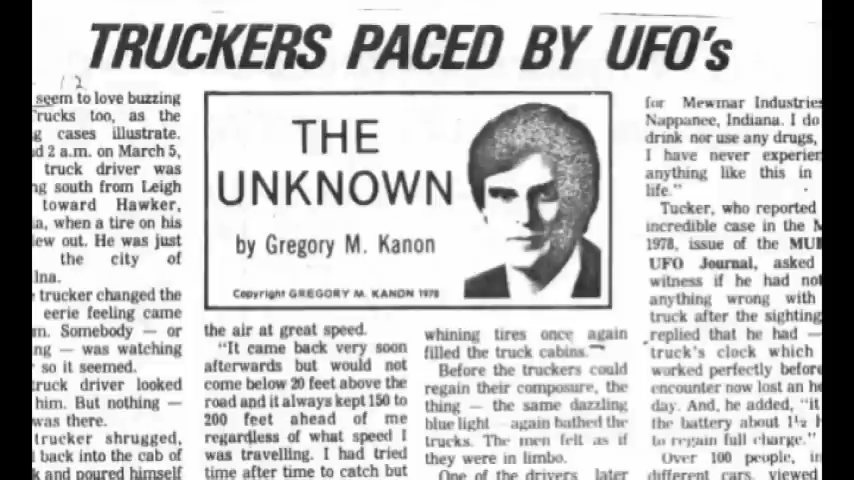 TRUCKERS PACED BY UFO's
12
seem to love buzzing
Trucks too, as the
g cases illustrate.
d 2 a.m. on March 5,
truck driver was
ng south from Leigh
toward Hawker,
a, when a tire on his
ew out. He was just
the city of
lna.
trucker changed the
eerie feeling came
m. Somebody — or
ng — was watching
so it seemed.
truck driver looked
him. But nothing —
was there.
trucker shrugged,
back into the cab of
k and poured himself
THE
UNKNOWN
by Gregory M. Kanon
Copyright GREGORY M. KANON 1978
the air at great speed.
"It came back very soon
afterwards but would not
come below 20 feet above the
road and it always kept 150 to
200 feet ahead of me
regardless of what speed I
was travelling. I had tried
time after time to catch but
whining tires once again
filled the truck cabins.
Before the truckers could
regain their composure, the
thing — the same dazzling
blue light — again bathed the
trucks. The men felt as if
they were in limbo.
One of the drivers later
for Mewmar Industries
Nappanee, Indiana. I do
drink nor use any drugs,
I have never experien
anything like this in
life."
Tucker, who reported
incredible case in the M
1978, issue of the MUF
UFO Journal, asked
witness if he had not
anything wrong with
truck after the sighting
replied that he had —
truck's clock which
worked perfectly before
encounter now lost an ho
day. And, he added, "it
the battery about 1½ h
to regain full charge."
Over 100 people, in
different cars, viewed